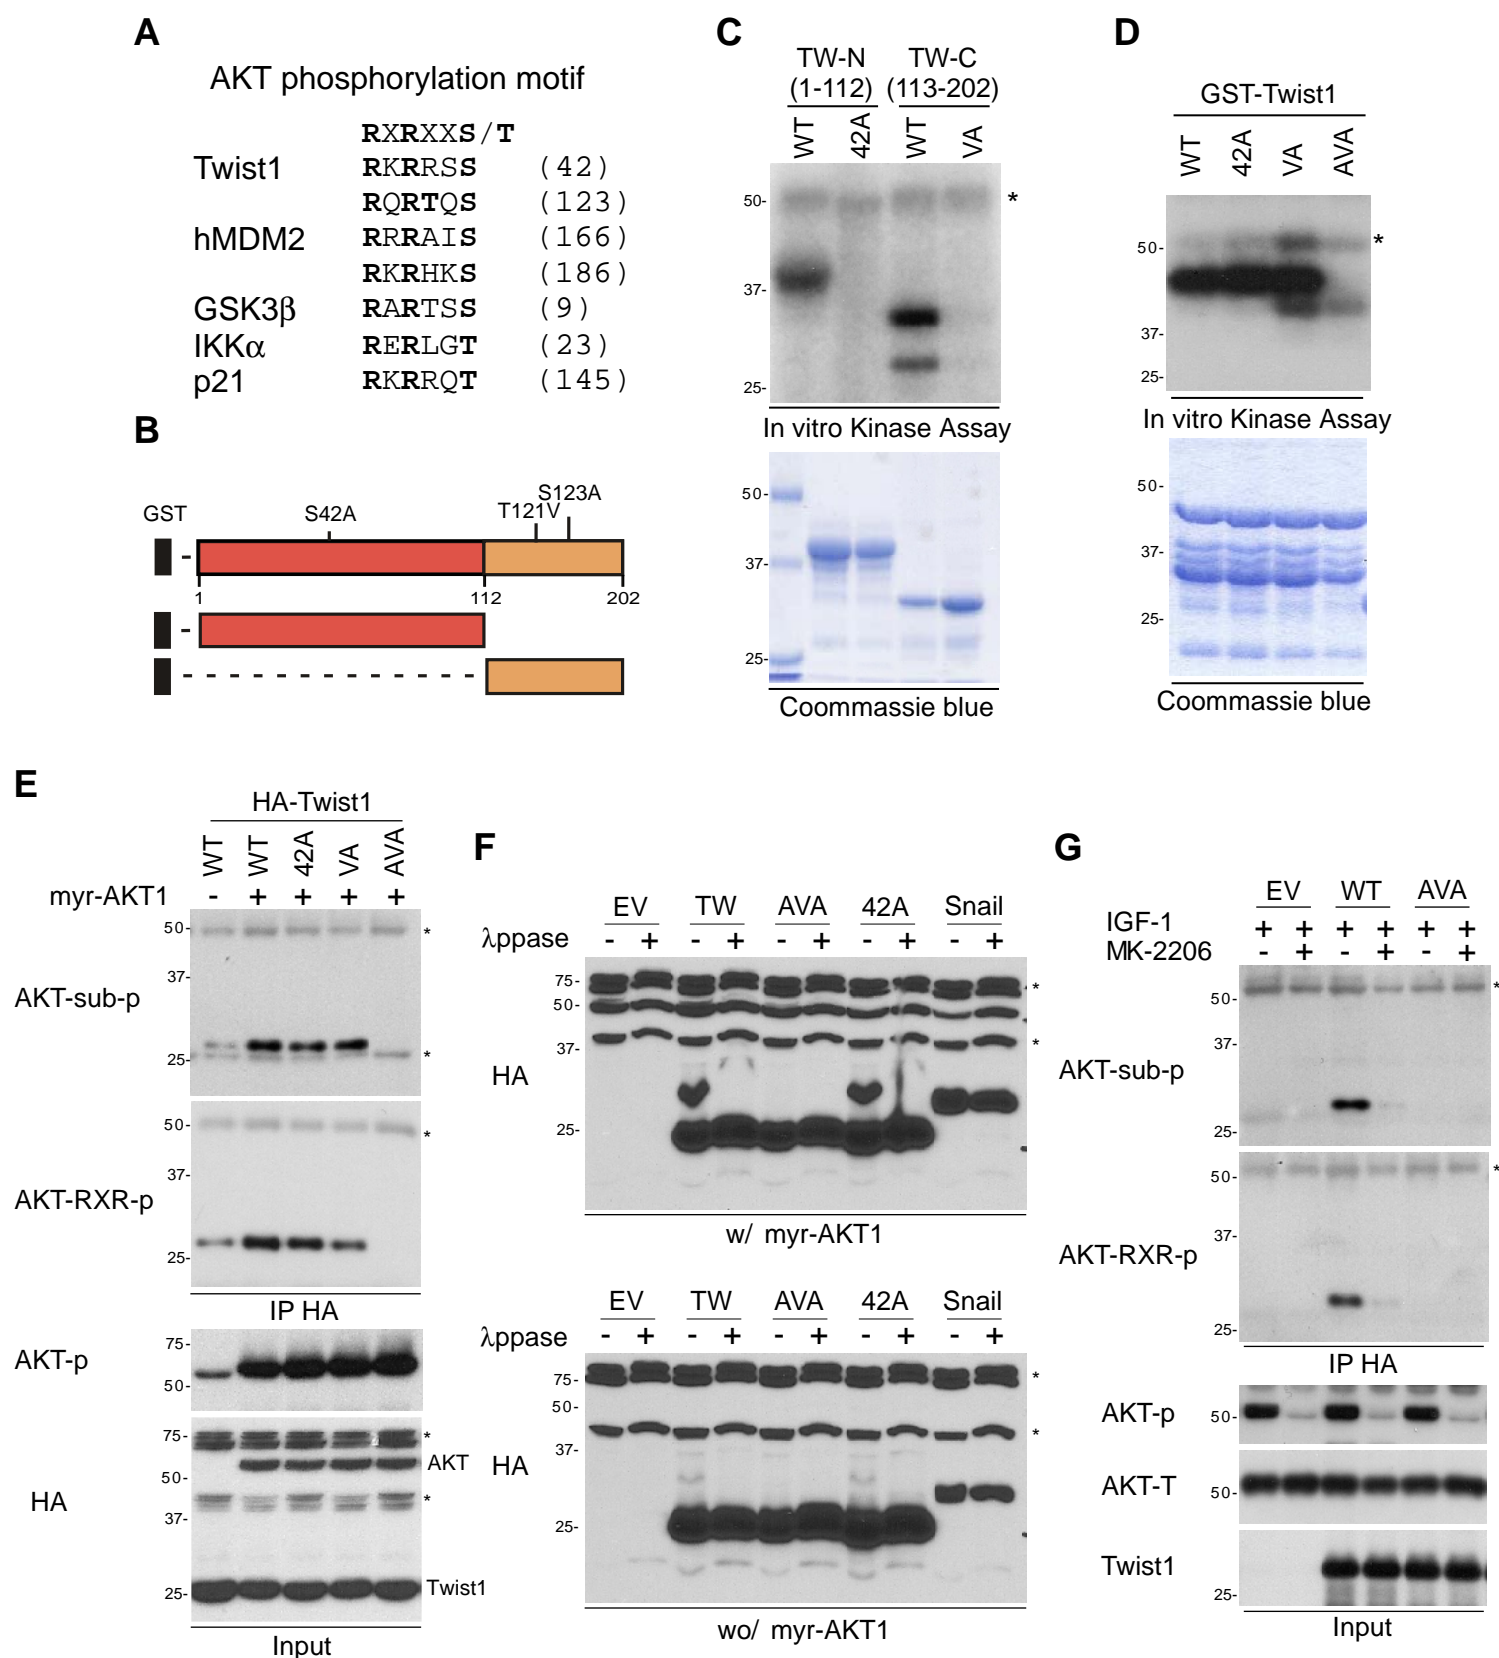 A
AKT phosphorylation motif
RXRXXS/T
Twist1 RKRRSS (42)
RQRTQS (123)
hMDM2 RRRAIS (166)
RKRHKS (186)
GSK3β RARTSS (9)
IKKα RERLGT (23)
p21 RKRRQT (145)
B
GST S42A T121V S123A
1 112 202
C
TW-N TW-C
(1-112) (113-202)
WT 42A WT VA
50- *
37-
25-
In vitro Kinase Assay
50-
37-
25-
Coommassie blue
D
GST-Twist1
WT 42A VA AVA
50- *
37-
25-
In vitro Kinase Assay
50-
37-
25-
Coommassie blue
E
HA-Twist1
WT WT 42A VA AVA
myr-AKT1 - + + + +
50- *
37-
AKT-sub-p
25- *
50- *
37-
AKT-RXR-p
25-
IP HA
75-
AKT-p
50-
75- *
AKT
50-
HA *
37-
25- Twist1
Input
F
EV TW AVA 42A Snail
λppase - + - + - + - + - +
75- *
50-
37- *
HA
25-
w/ myr-AKT1
EV TW AVA 42A Snail
λppase - + - + - + - + - +
75- *
50-
*
37-
HA
25-
wo/ myr-AKT1
G
EV WT AVA
IGF-1 + + + + + +
MK-2206 - + - + - +
50- *
37-
AKT-sub-p
25-
50- *
37-
AKT-RXR-p
25-
IP HA
AKT-p 50-
AKT-T 50-
Twist1
25-
Input